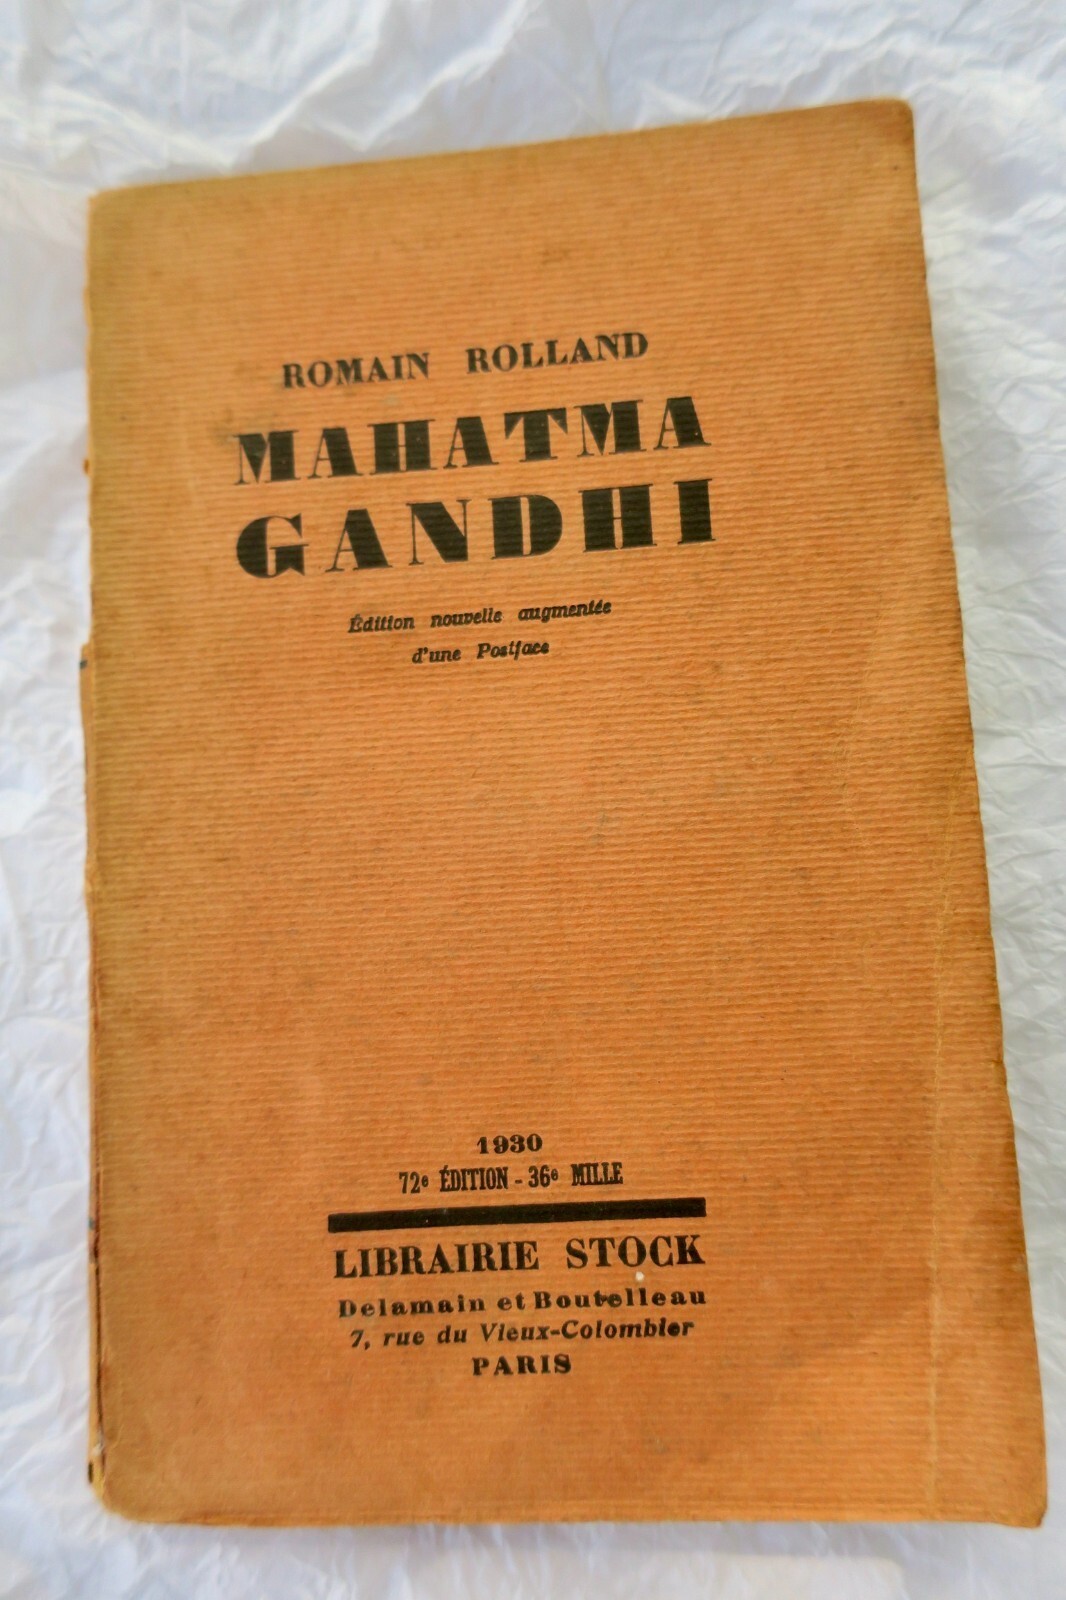 ROMAIN ROLLAND
MAHATMA
GANDHI
Édition nouvelle augmentée
d'une Postface
1930
72e ÉDITION - 36e MILLE
LIBRAIRIE STOCK
Delamain et Boutelleau
7, rue du Vieux-Colombier
PARIS